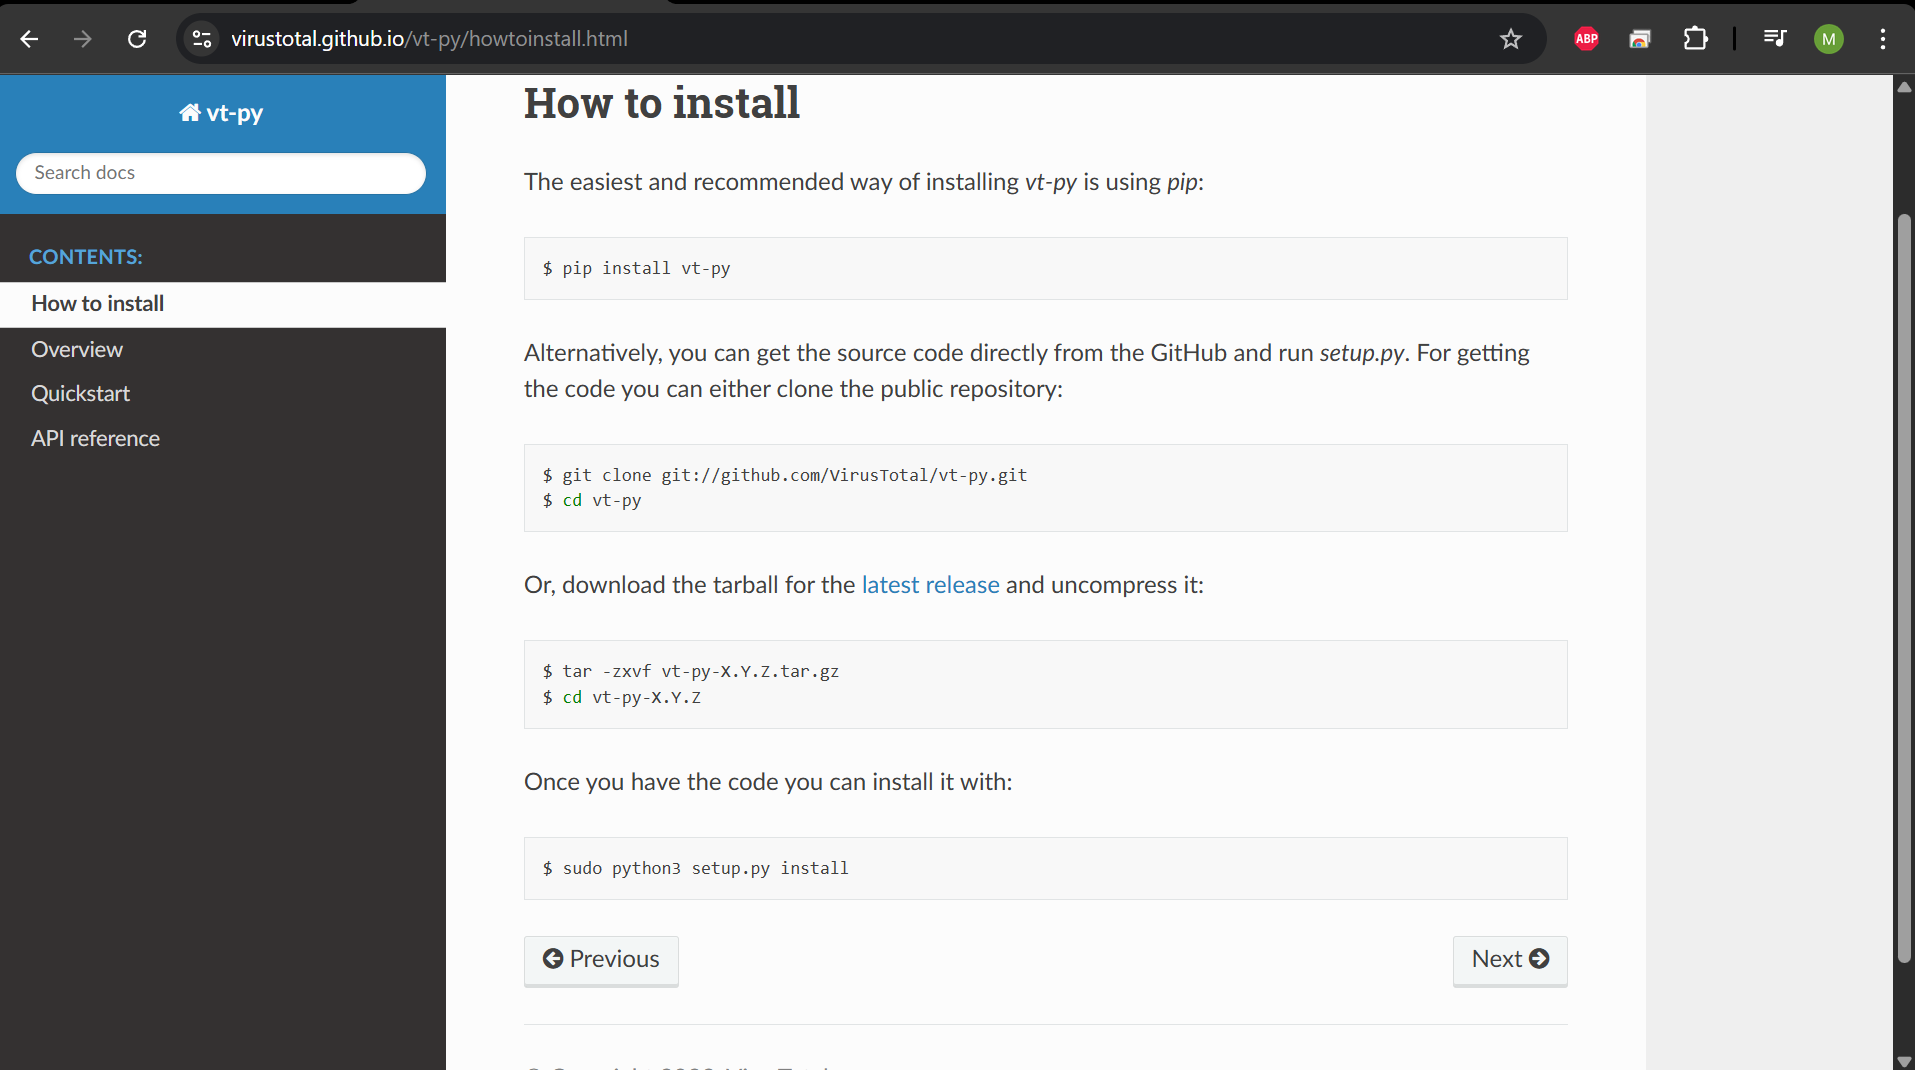 virustotal.github.io/vt-py/howtoinstall.html
ABP
M
vt-py
Search docs
CONTENTS:
How to install
Overview
Quickstart
API reference
How to install
The easiest and recommended way of installing vt-py is using pip:
$ pip install vt-py
Alternatively, you can get the source code directly from the GitHub and run setup.py. For getting
the code you can either clone the public repository:
$ git clone git://github.com/VirusTotal/vt-py.git
$ cd vt-py
Or, download the tarball for the latest release and uncompress it:
$ tar -zxvf vt-py-X.Y.Z.tar.gz
$ cd vt-py-X.Y.Z
Once you have the code you can install it with:
$ sudo python3 setup.py install
Previous
Next